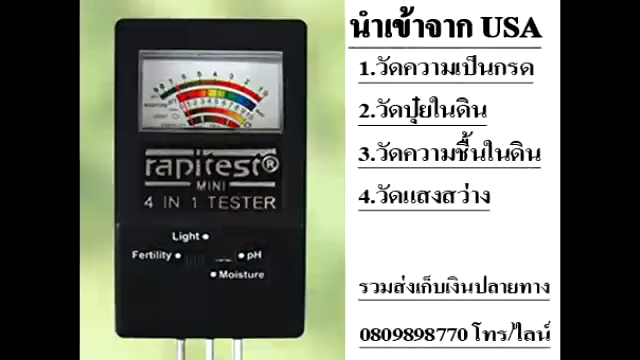 นำเข้าจาก USA
1.วัดความเป็นกรด
2.วัดปุ๋ยในดิน
3.วัดความชื้นในดิน
4.วัดแสงสว่าง
รวมส่งเก็บเงินปลายทาง
0809898770 โทร/ไลน์
rapitest®
MINI
4 IN 1 TESTER
Light
Fertility
pH
Moisture